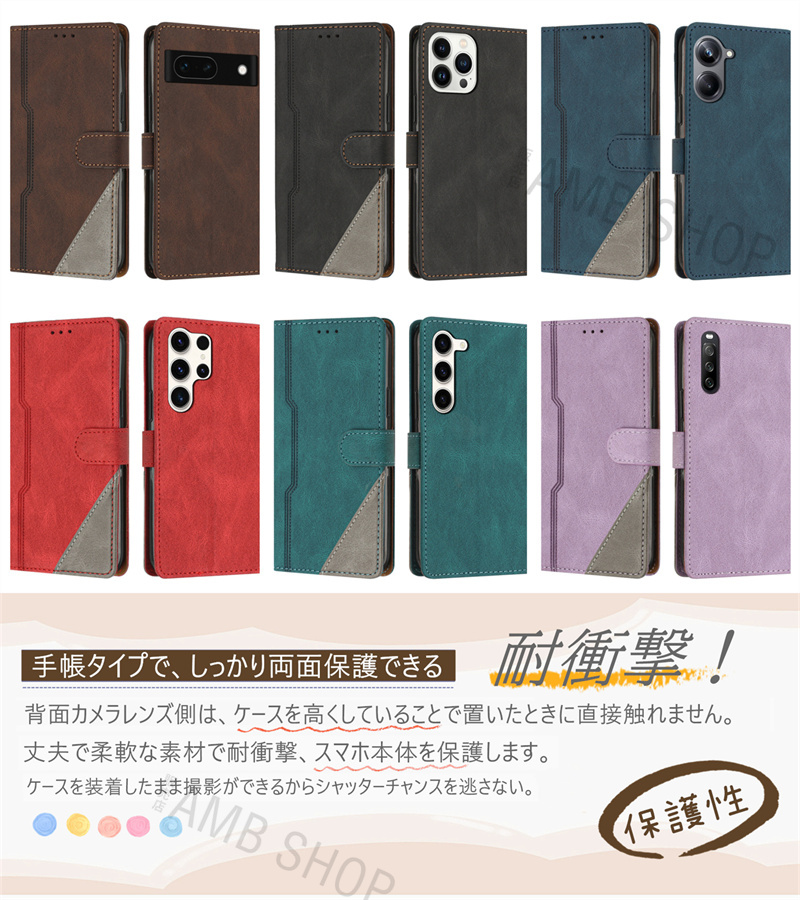 AMB SHOP
手帳タイプで、しっかり両面保護できる
耐衝撃!
背面カメラレンズ側は、ケースを高くしていることで置いたときに直接触れません。
丈夫で柔軟な素材で耐衝撃、スマホ本体を保護します。
ケースを装着したまま撮影ができるからシャッターチャンスを逃さない。
保護性
AMB SHOP